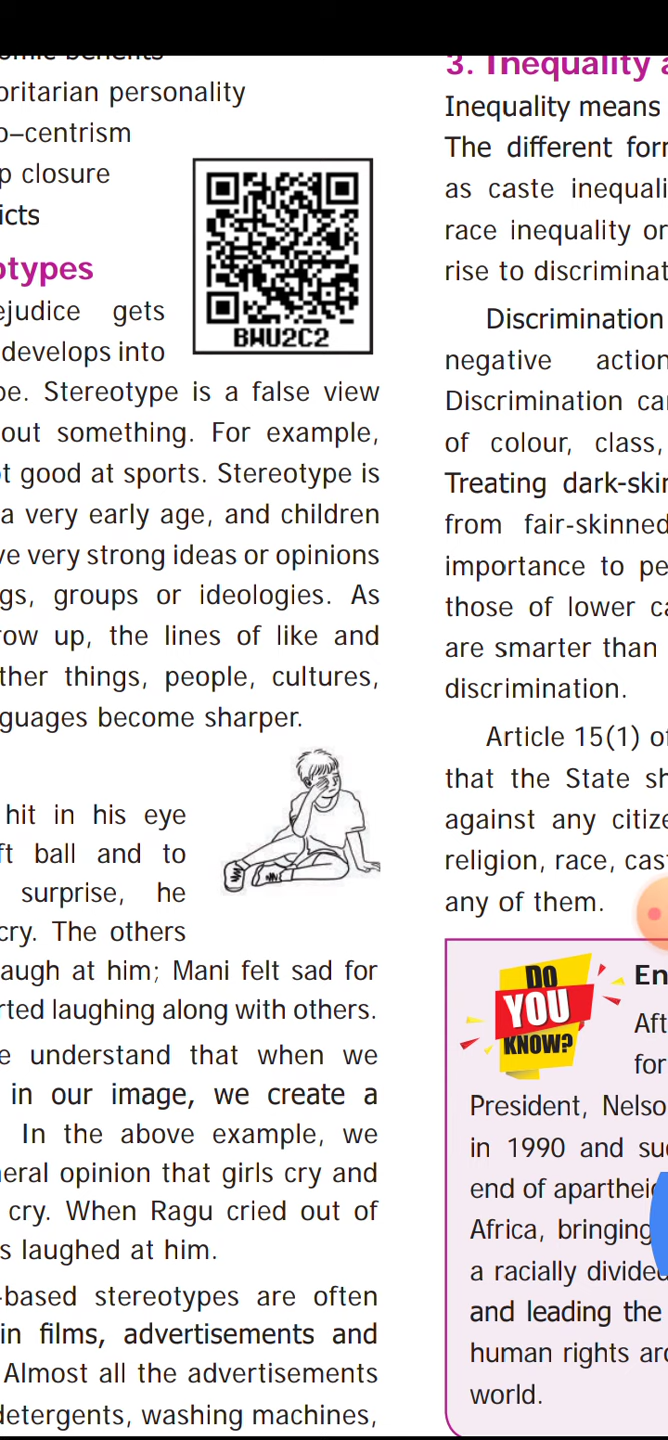 oritarian personality
o–centrism
p closure
icts
BWU2C2
otypes
ejudice gets
develops into
pe. Stereotype is a false view
out something. For example,
ot good at sports. Stereotype is
a very early age, and children
ve very strong ideas or opinions
gs, groups or ideologies. As
row up, the lines of like and
ther things, people, cultures,
nguages become sharper.
hit in his eye
ft ball and to
surprise, he
cry. The others
augh at him; Mani felt sad for
rted laughing along with others.
e understand that when we
in our image, we create a
. In the above example, we
neral opinion that girls cry and
cry. When Ragu cried out of
s laughed at him.
-based stereotypes are often
in films, advertisements and
Almost all the advertisements
detergents, washing machines,
3. Inequality a
Inequality means
The different for
as caste inequali
race inequality or
rise to discriminat
Discrimination
negative action
Discrimination ca
of colour, class,
Treating dark-skin
from fair-skinned
importance to pe
those of lower ca
are smarter than
discrimination.
Article 15(1) of
that the State sh
against any citize
religion, race, cast
any of them.
DO
YOU
KNOW?
En
Aft
for
President, Nelso
in 1990 and suc
end of apartheid
Africa, bringing
a racially divided
and leading the
human rights aro
world.